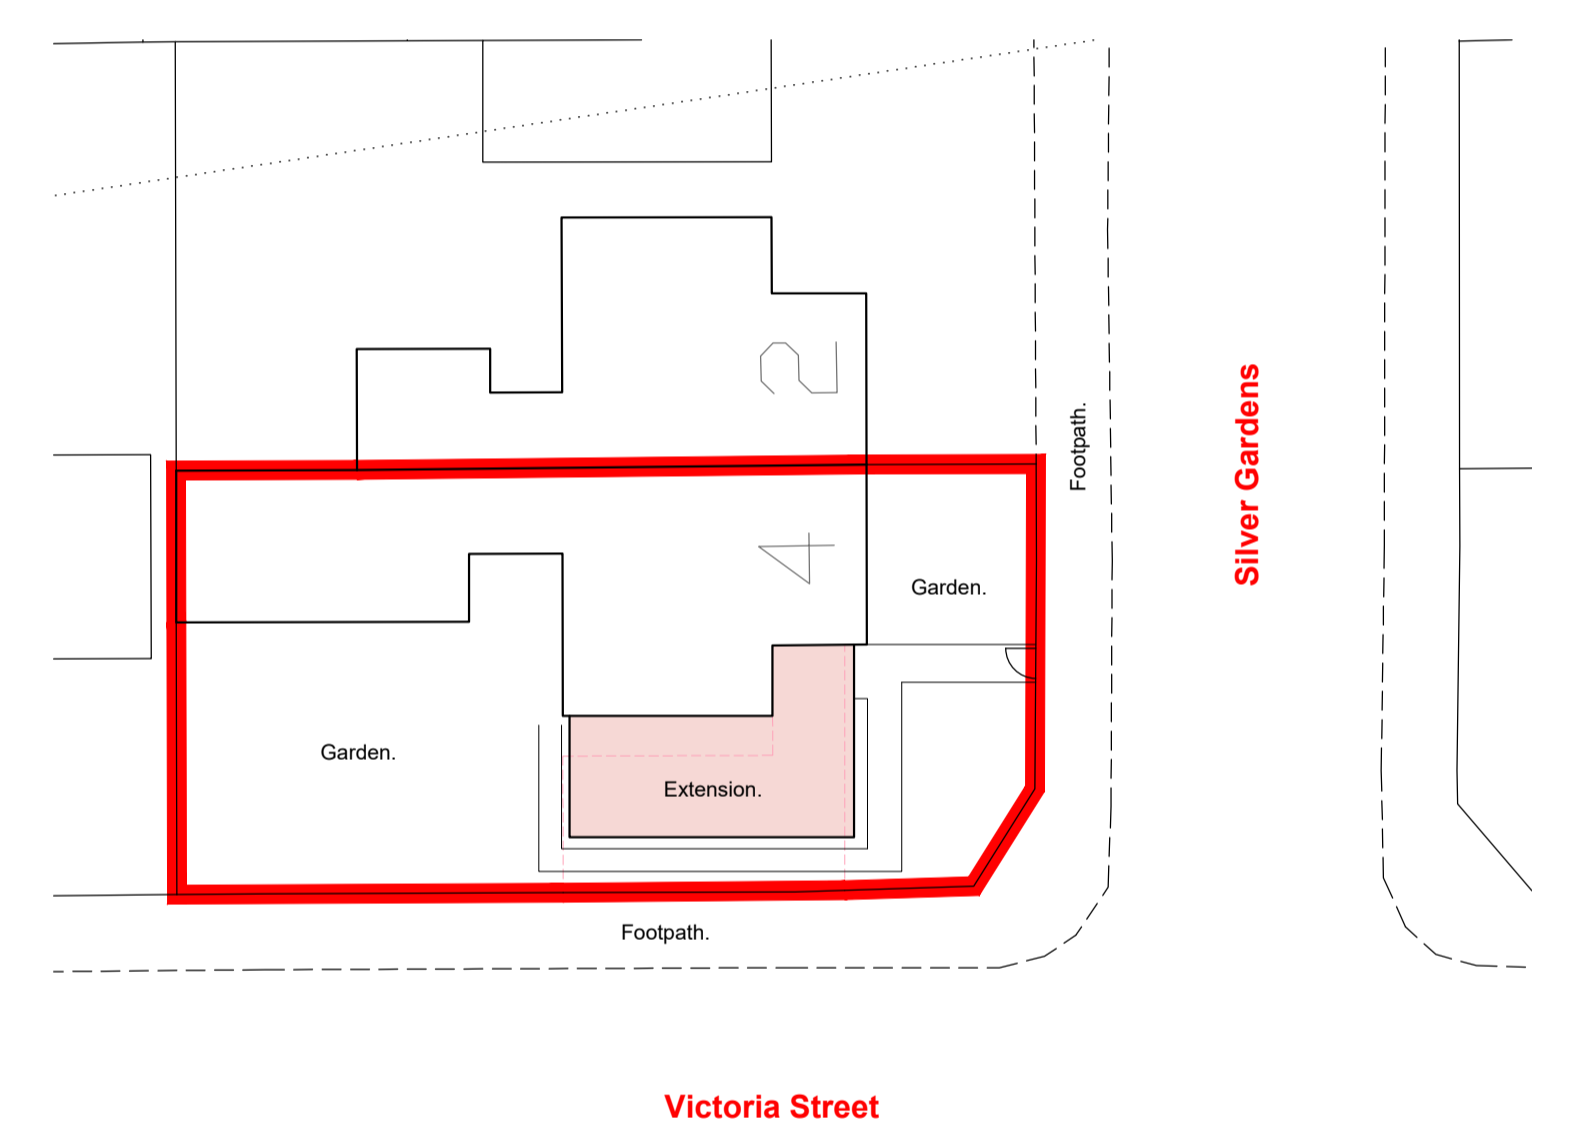 2
Footpath.
Silver Gardens
4
Garden.
Garden.
Extension.
Footpath.
Victoria Street